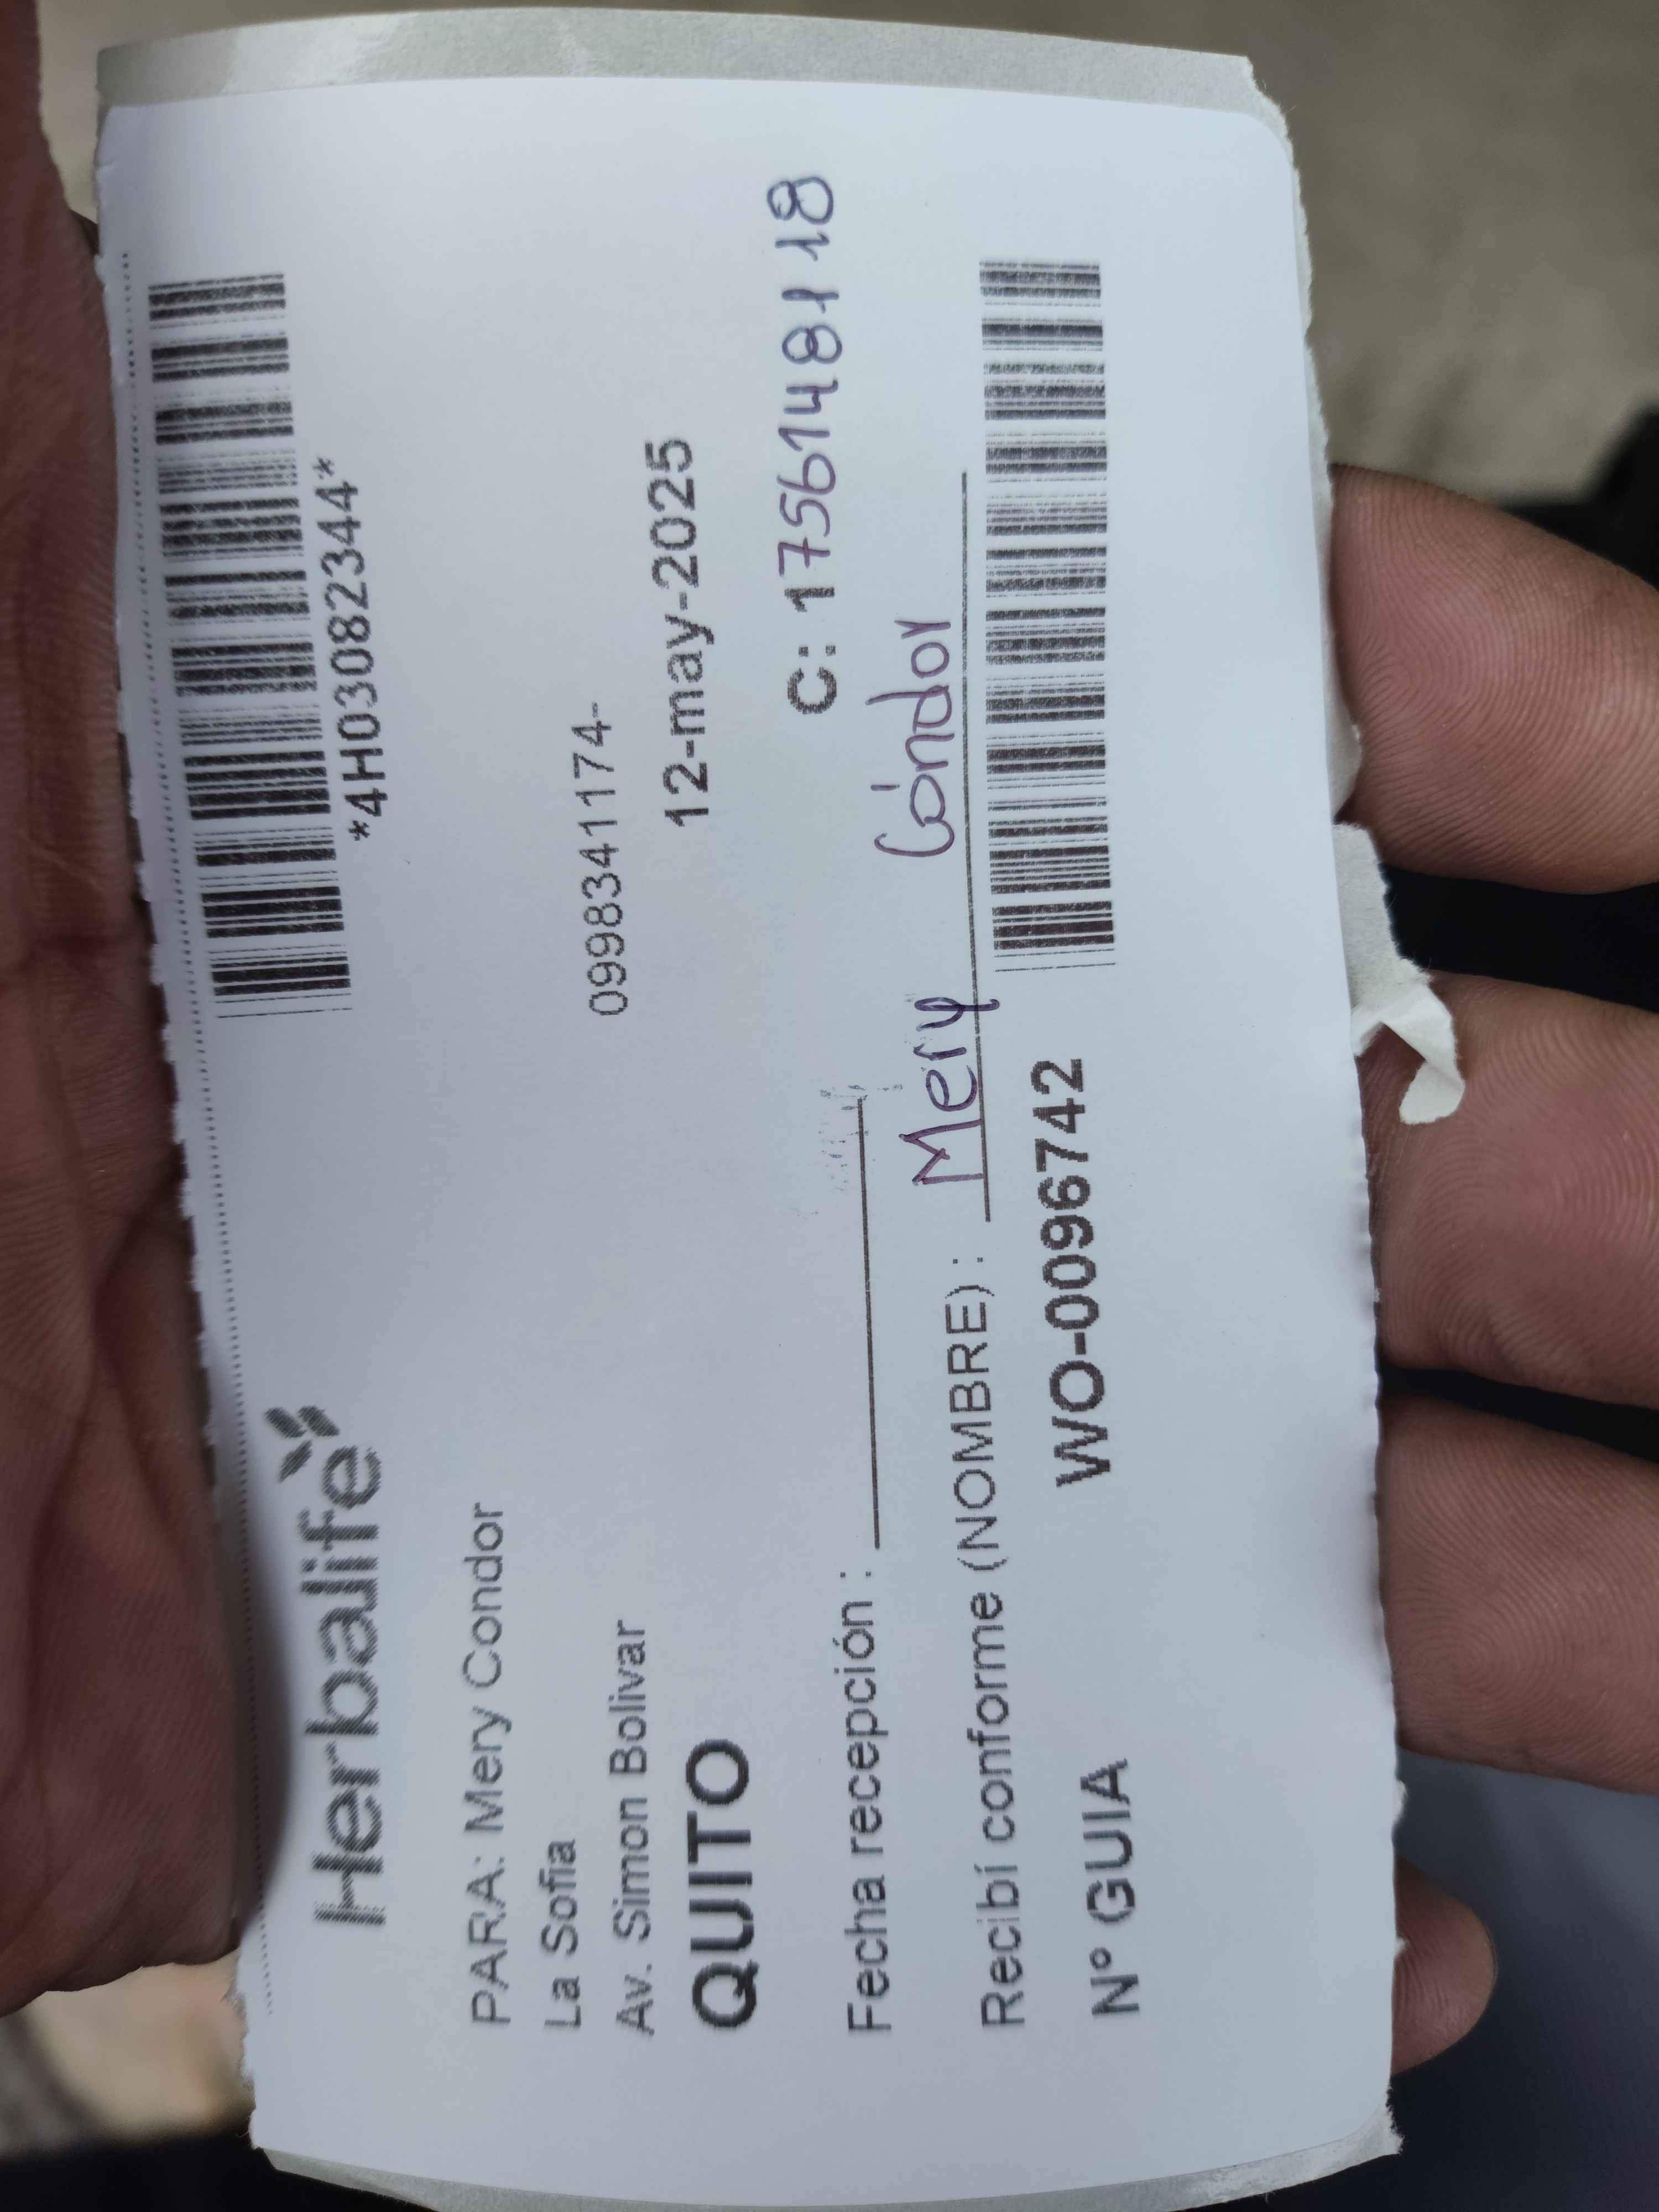 Herbalife
*4H03082344*
PARA: Mery Condor
La Sofia
0998341174-
Av. Simon Bolivar
QUITO
12-may-2025
C: 1756148118
Fecha recepción :
Recibí conforme (NOMBRE) : Mery Cóndor
N° GUIA WO-0096742